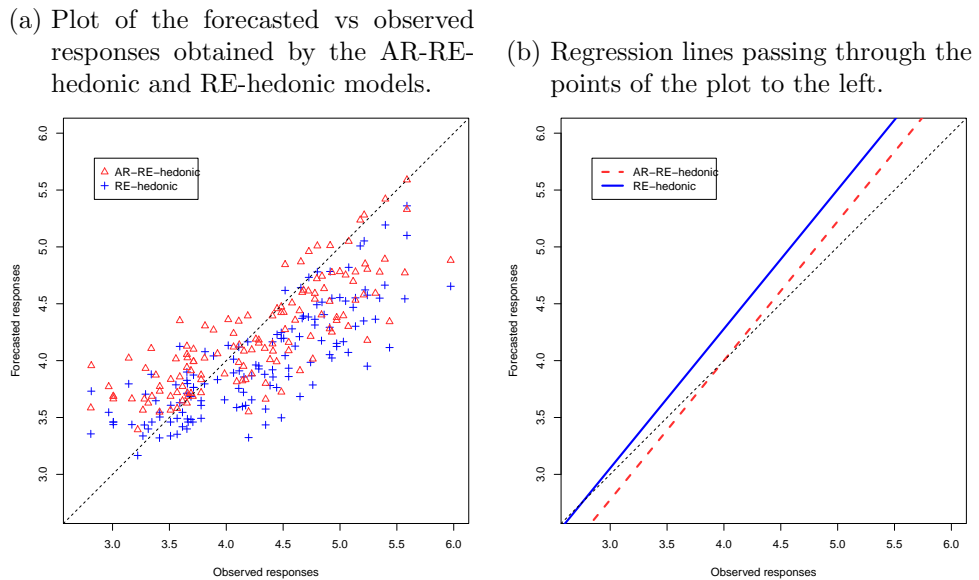 (a) Plot of the forecasted vs observed
responses obtained by the AR-RE-
hedonic and RE-hedonic models.
6.0
5.5
5.0
4.5
4.0
3.5
3.0
Forecasted responses
AR−RE−hedonic
RE−hedonic
3.0 3.5 4.0 4.5 5.0 5.5 6.0
Observed responses
(b) Regression lines passing through the
points of the plot to the left.
6.0
5.5
5.0
4.5
4.0
3.5
3.0
Forecasted responses
AR−RE−hedonic
RE−hedonic
3.0 3.5 4.0 4.5 5.0 5.5 6.0
Observed responses